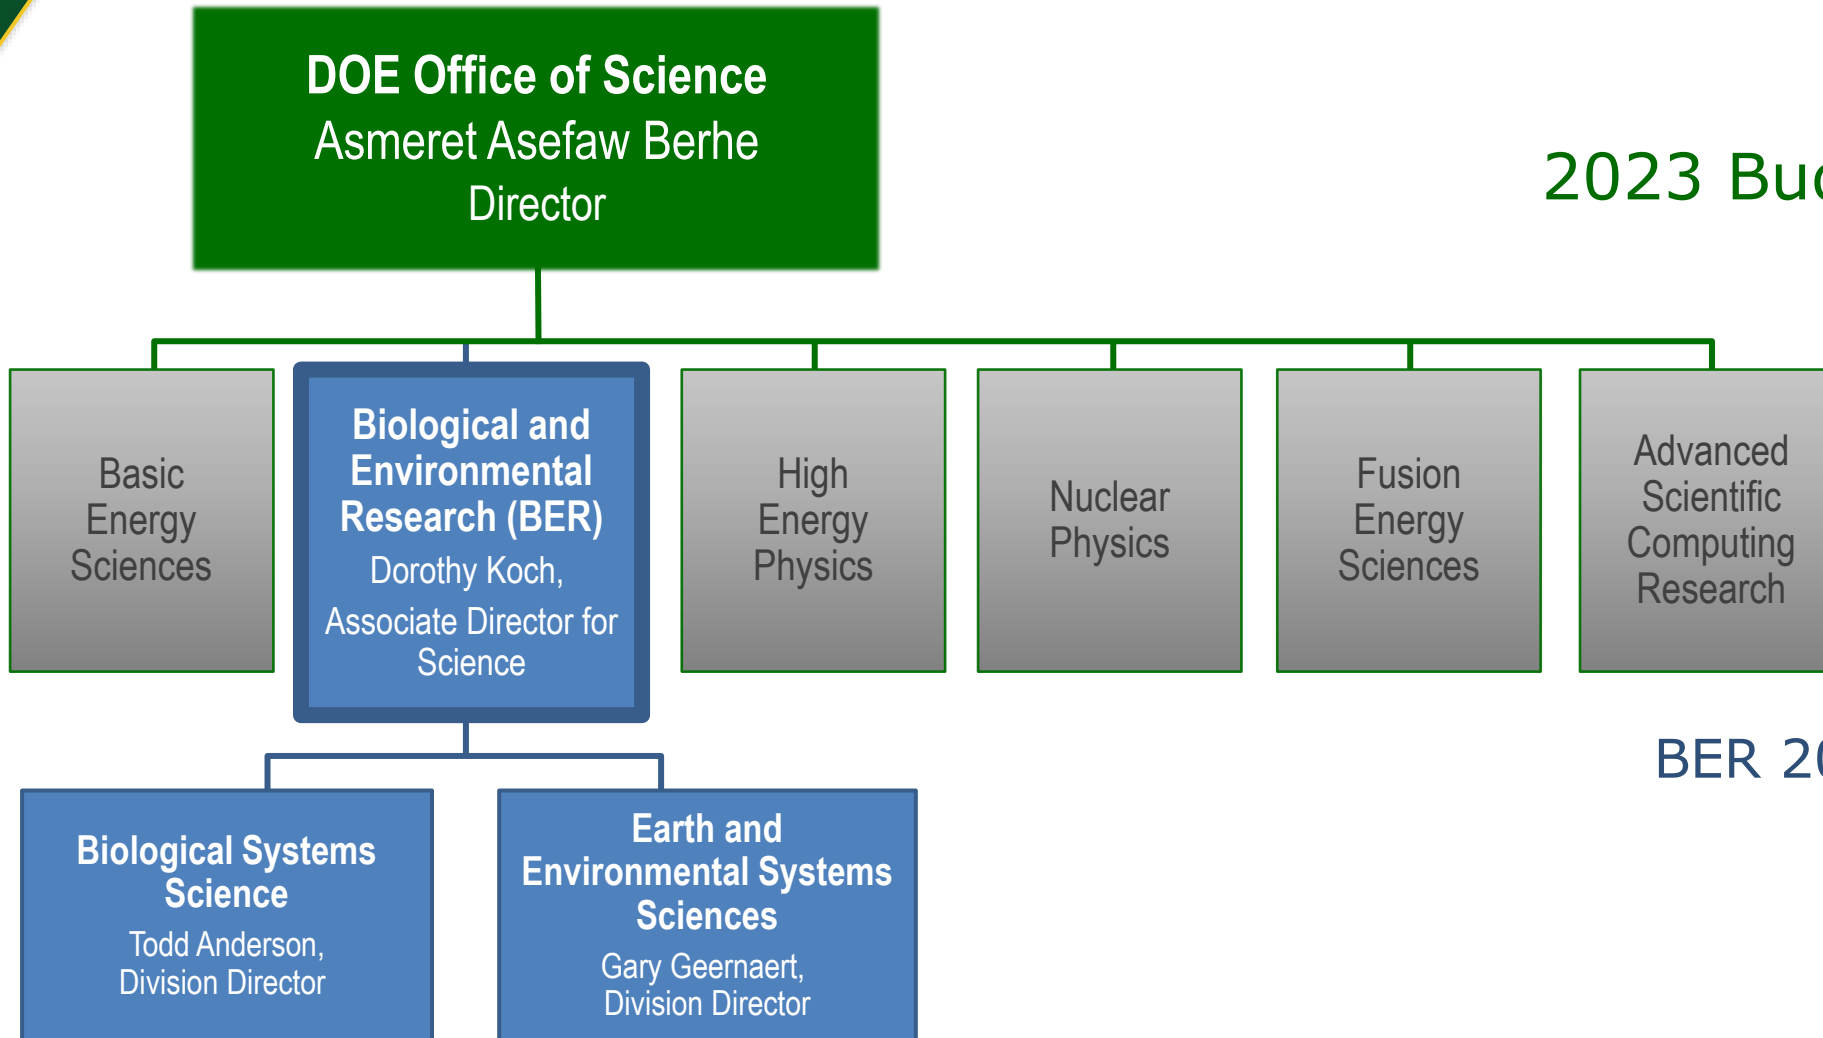 DOE Office of Science
Asmeret Asefaw Berhe
Director
2023
Basic
Energy
Sciences
Biological and
Environmental
Research (BER)
Dorothy Koch,
Associate Director for
Science
High
Energy
Physics
Nuclear
Physics
Fusion
Energy
Sciences
Advanced
Scientific
Computing
Research
BER
Biological Systems
Science
Todd Anderson,
Division Director
Earth and
Environmental Systems
Sciences
Gary Geernaert,
Division Director